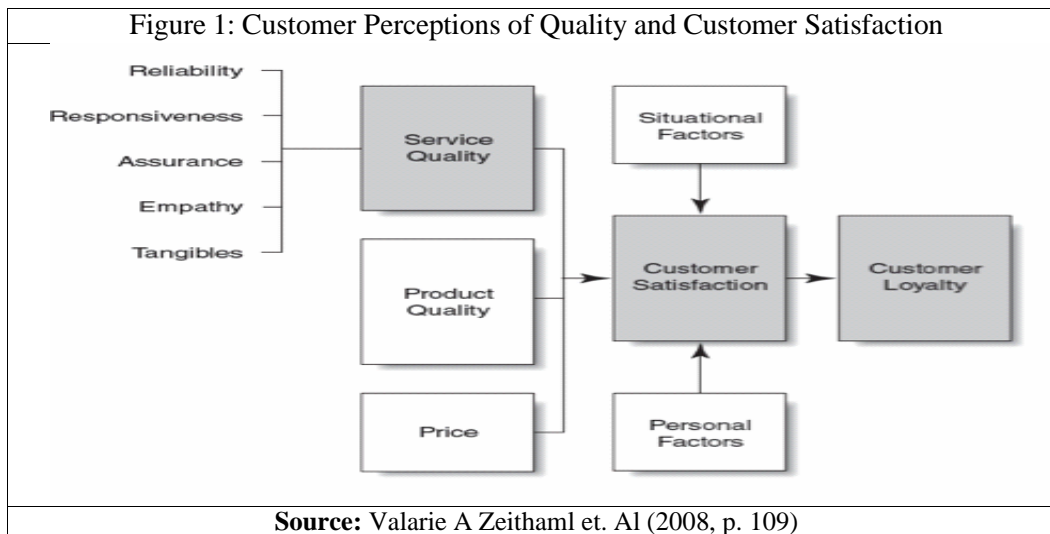 Figure 1: Customer Perceptions of Quality and Customer Satisfaction
Reliability
Responsiveness
Assurance
Empathy
Tangibles
Service
Quality
Product
Quality
Price
Situational
Factors
Customer
Satisfaction
Personal
Factors
Customer
Loyalty
Source: Valarie A Zeithaml et. Al (2008, p. 109)